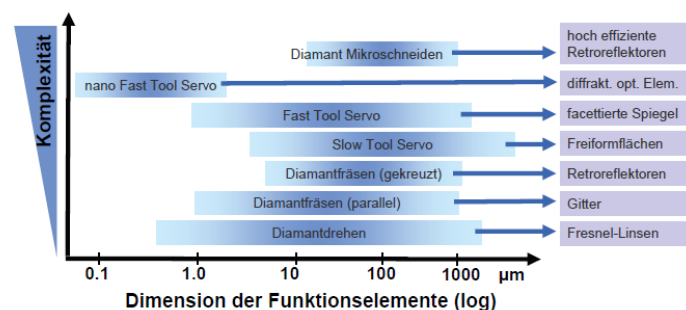 Komplexität
Diamant Mikroschneiden
hoch effiziente
Retroreflektoren
nano Fast Tool Servo
diffrakt. opt. Elem.
Fast Tool Servo
facettierte Spiegel
Slow Tool Servo
Freiformflächen
Diamantfräsen (gekreuzt)
Retroreflektoren
Diamantfräsen (parallel)
Gitter
Diamantdrehen
Fresnel-Linsen
0.1 1.0 10 100 1000 µm
Dimension der Funktionselemente (log)